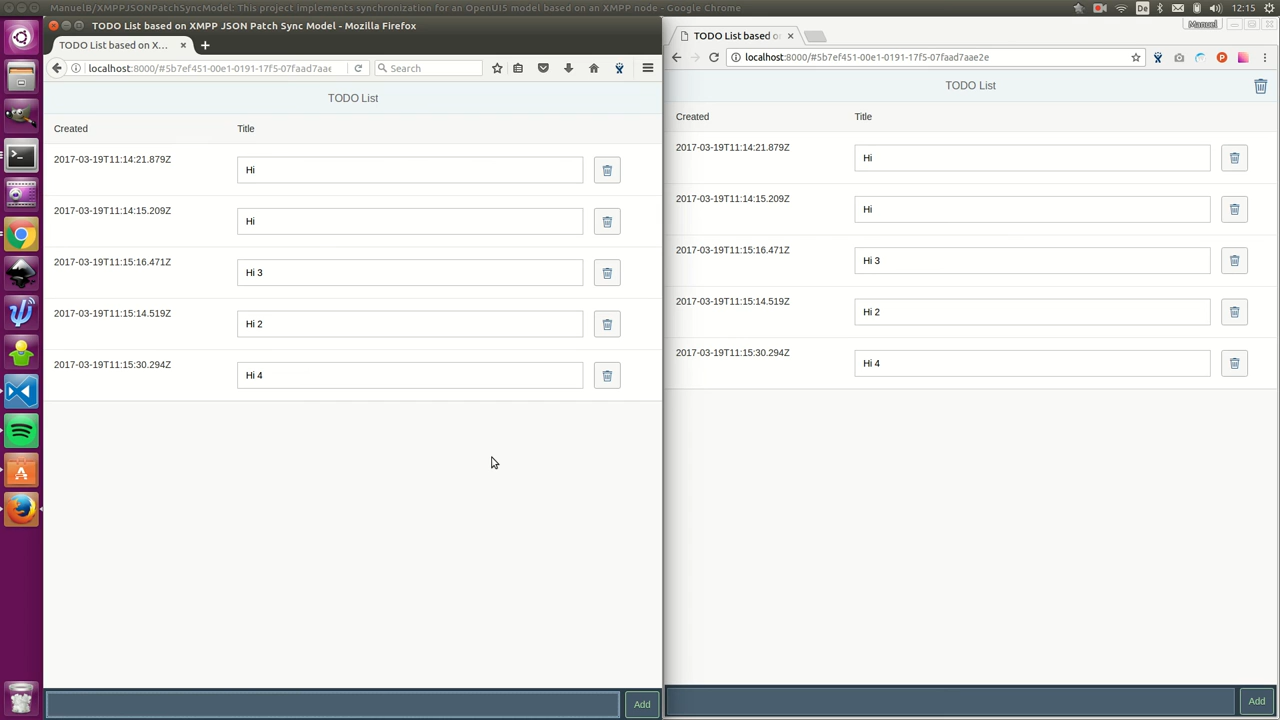 ManuelB/XMPPJSONPatchSyncModel: This project implements synchronization for an OpenUI5 model based on an XMPP node - Google Chrome
De
12:15
TODO List based on XMPP JSON Patch Sync Model - Mozilla Firefox
Manuel
TODO List based on X...
TODO List based o
localhost:8000/#5b7ef451-00e1-0191-17f5-07faad7aae
Search
localhost:8000/#5b7ef451-00e1-0191-17f5-07faad7aae2e
TODO List
Created Title
2017-03-19T11:14:21.879Z Hi
2017-03-19T11:14:15.209Z Hi
2017-03-19T11:15:16.471Z Hi 3
2017-03-19T11:15:14.519Z Hi 2
2017-03-19T11:15:30.294Z Hi 4
Add
TODO List
Created Title
2017-03-19T11:14:21.879Z Hi
2017-03-19T11:14:15.209Z Hi
2017-03-19T11:15:16.471Z Hi 3
2017-03-19T11:15:14.519Z Hi 2
2017-03-19T11:15:30.294Z Hi 4
Add